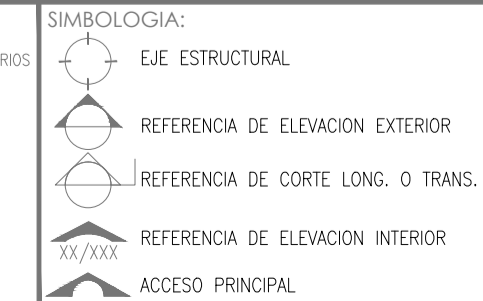 SIMBOLOGIA:
RIOS
EJE ESTRUCTURAL
REFERENCIA DE ELEVACION EXTERIOR
REFERENCIA DE CORTE LONG. O TRANS.
REFERENCIA DE ELEVACION INTERIOR
XX/XXX
ACCESO PRINCIPAL